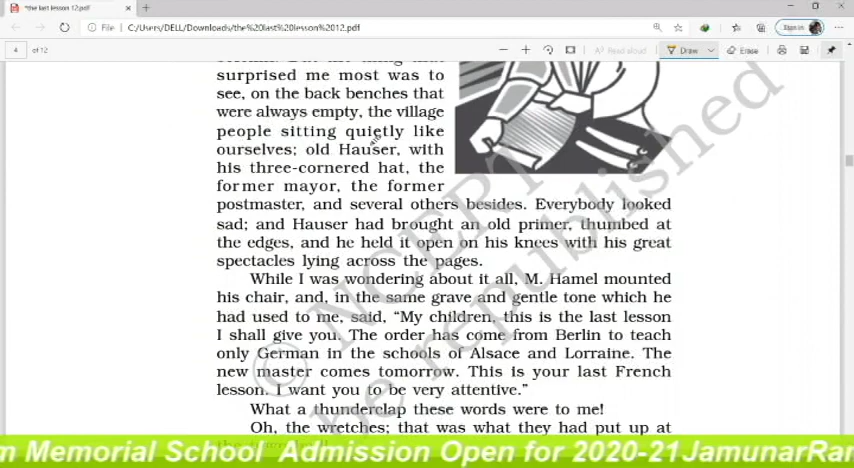 *the last lesson 12.pdf
File | C:/Users/DELL/Downloads/the%20last%20lesson%2012.pdf
Sign in
4 of 12
Read aloud
Draw
Erase
surprised me most was to
see, on the back benches that
were always empty, the village
people sitting quietly like
ourselves; old Hauser, with
his three-cornered hat, the
former mayor, the former
postmaster, and several others besides. Everybody looked
sad; and Hauser had brought an old primer, thumbed at
the edges, and he held it open on his knees with his great
spectacles lying across the pages.
While I was wondering about it all, M. Hamel mounted
his chair, and, in the same grave and gentle tone which he
had used to me, said, “My children, this is the last lesson
I shall give you. The order has come from Berlin to teach
only German in the schools of Alsace and Lorraine. The
new master comes tomorrow. This is your last French
lesson. I want you to be very attentive.”
What a thunderclap these words were to me!
Oh, the wretches; that was what they had put up at
© NCERT
be republished
m Memorial School Admission Open for 2020-21JamunarRar